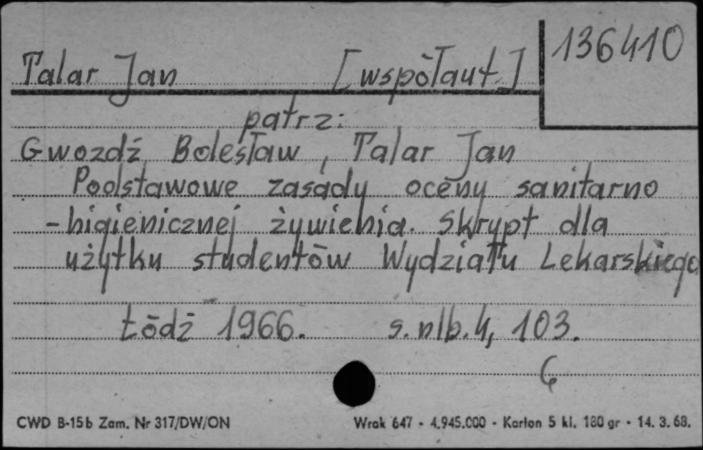 136410
Talar Jan [współaut.]
patrz:
Gwozdź Bolesław, Talar Jan
Podstawowe zasady oceny sanitarno
-higienicznej żywienia. Skrypt dla
użytku studentów Wydziału Lekarskiego
Łódź 1966. s. nlb. 4, 103.
6
CWD B-15b Zam. Nr 317/DW/ON Wrak 647 - 4.945.000 - Karton 5 kl. 180 gr - 14. 3. 68.